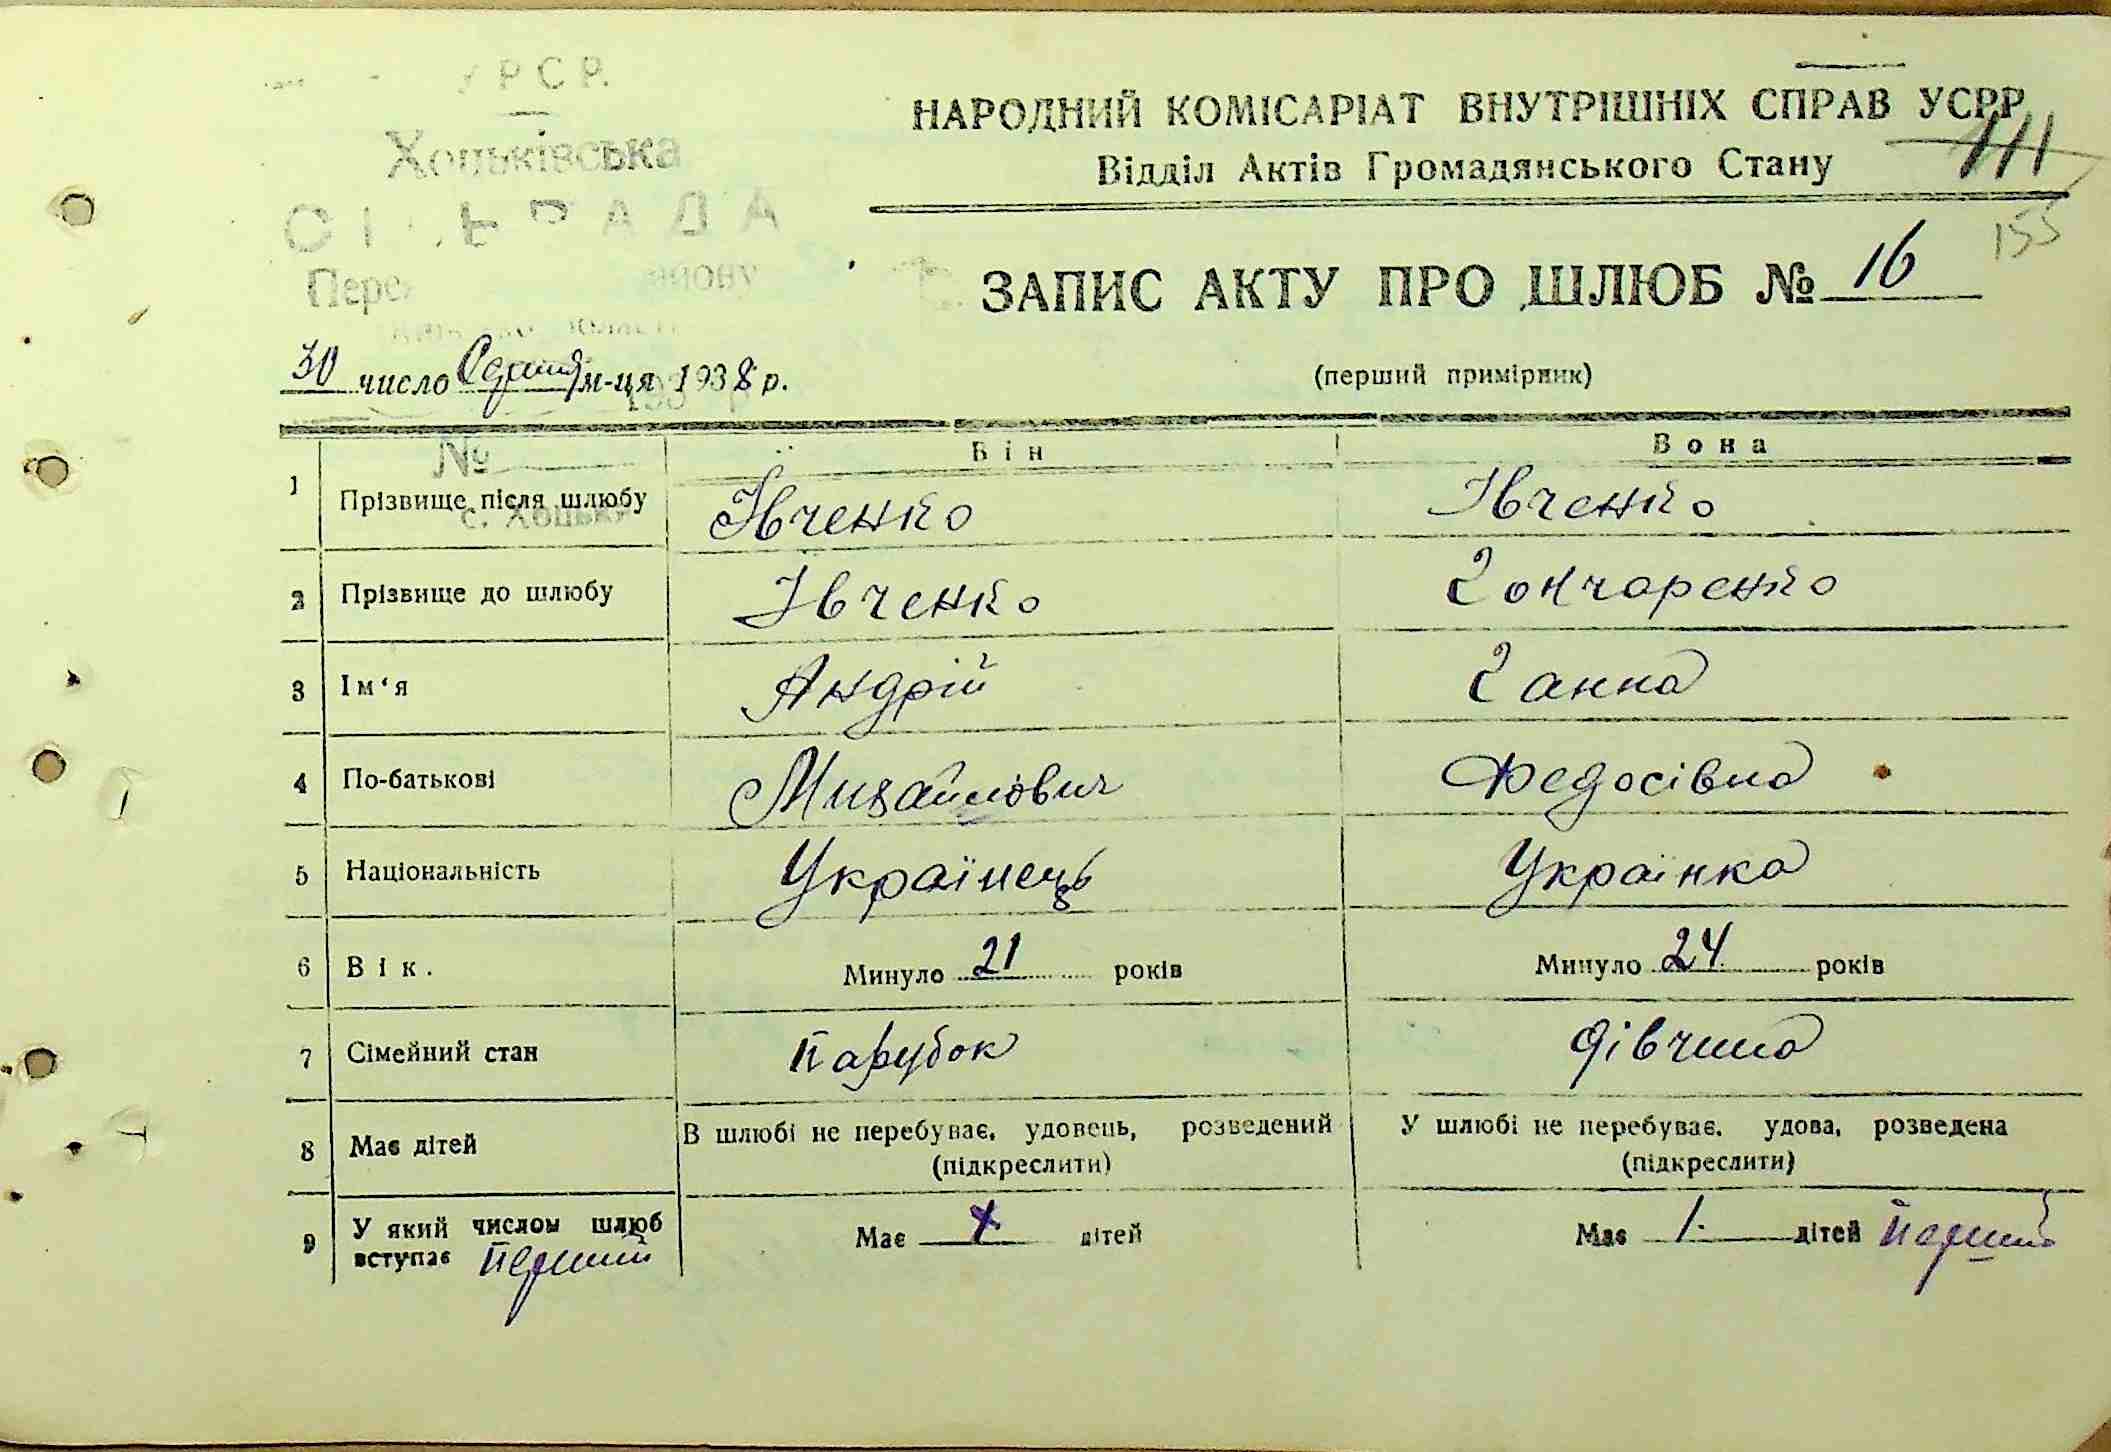 УРСР.
Хоцьківська
СІЛЬРАДА
НАРОДНИЙ КОМІСАРІАТ ВНУТРІШНІХ СПРАВ УСРР
111
Відділ Актів Громадянського Стану
155
ЗАПИС АКТУ ПРО ШЛЮБ № 16
(перший примірник)
30 число Серпня м-ця 1938 р.
№
с. Хоцьки
Він Вона
1 Прізвище після шлюбу Івченко Івченко
2 Прізвище до шлюбу Івченко Гончаренко
3 Ім‘я Андрій Ганна
4 По-батькові Михайлович Федосівна
5 Національність Українець Українка
6 Вік. Минуло 21 років Минуло 24 років
7 Сімейний стан парубок дівчина
8 Має дітей В шлюбі не перебуває, удовець, розведений (підкреслити) У шлюбі не перебуває, удова, розведена (підкреслити)
9 У який числом шлюб вступає перший Має х дітей Має 1. дітей перший